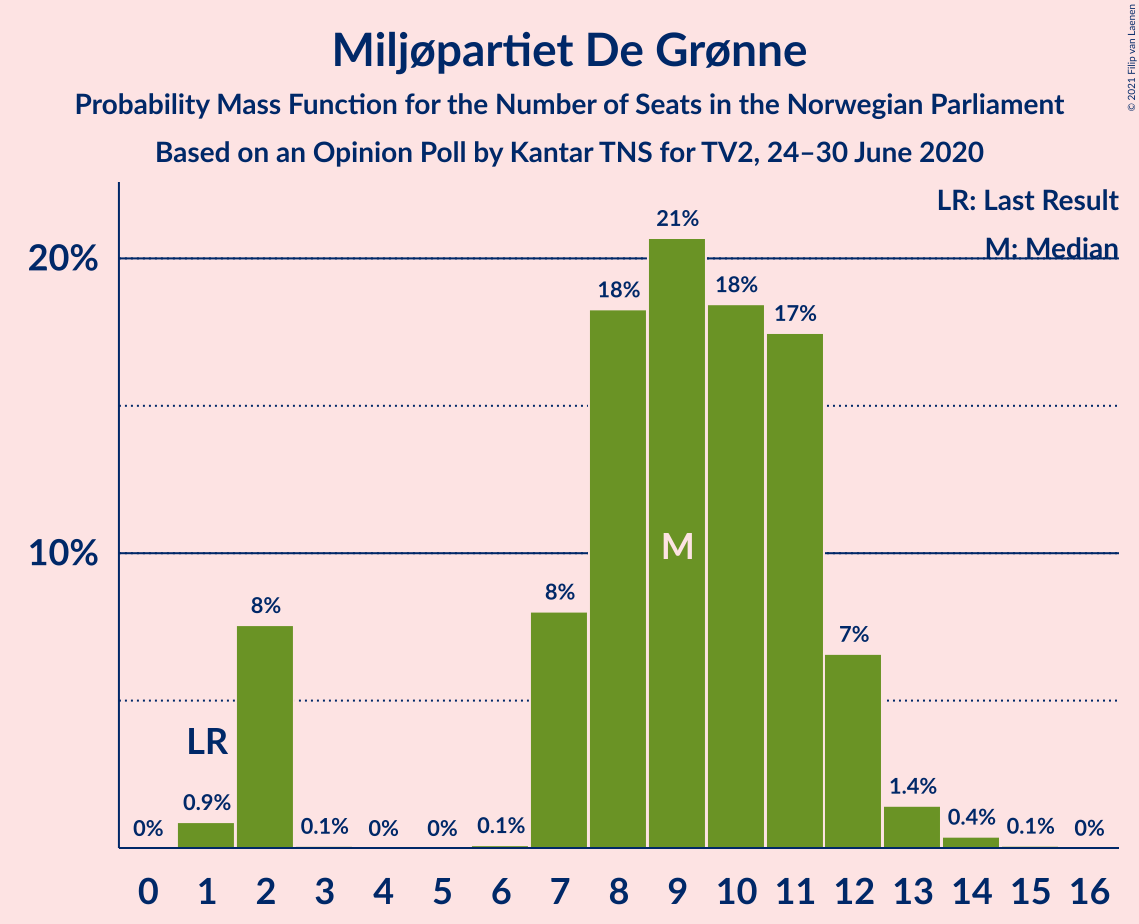 Miljøpartiet De Grønne
Probability Mass Function for the Number of Seats in the Norwegian Parliament
Based on an Opinion Poll by Kantar TNS for TV2, 24–30 June 2020
© 2021 Filip van Laenen
LR: Last Result
M: Median
20%
10%
0% 0.9% 8% 0.1% 0% 0% 0.1% 8% 18% 21% 18% 17% 7% 1.4% 0.4% 0.1% 0%
LR
M
0 1 2 3 4 5 6 7 8 9 10 11 12 13 14 15 16